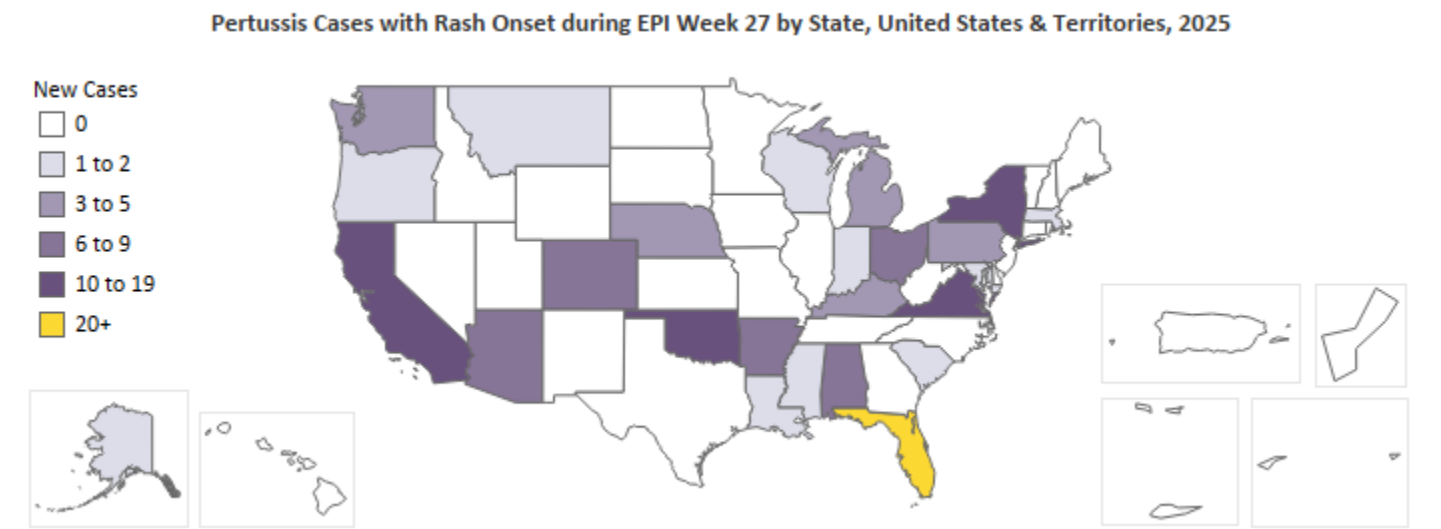 Pertussis Cases with Rash Onset during EPI Week 27 by State, United States & Territories, 2025
New Cases
0
1 to 2
3 to 5
6 to 9
10 to 19
20+